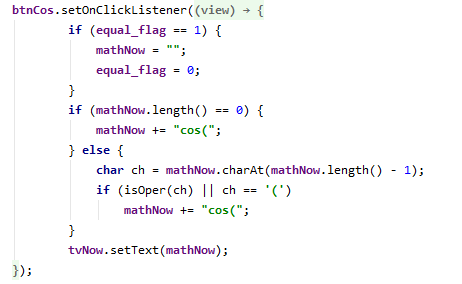 btnCos.setOnClickListener((view) → {
if (equal_flag == 1) {
mathNow = "";
equal_flag = 0;
}
if (mathNow.length() == 0) {
mathNow += "cos(";
} else {
char ch = mathNow.charAt(mathNow.length() - 1);
if (isOper(ch) || ch == '(')
mathNow += "cos(";
}
tvNow.setText(mathNow);
});